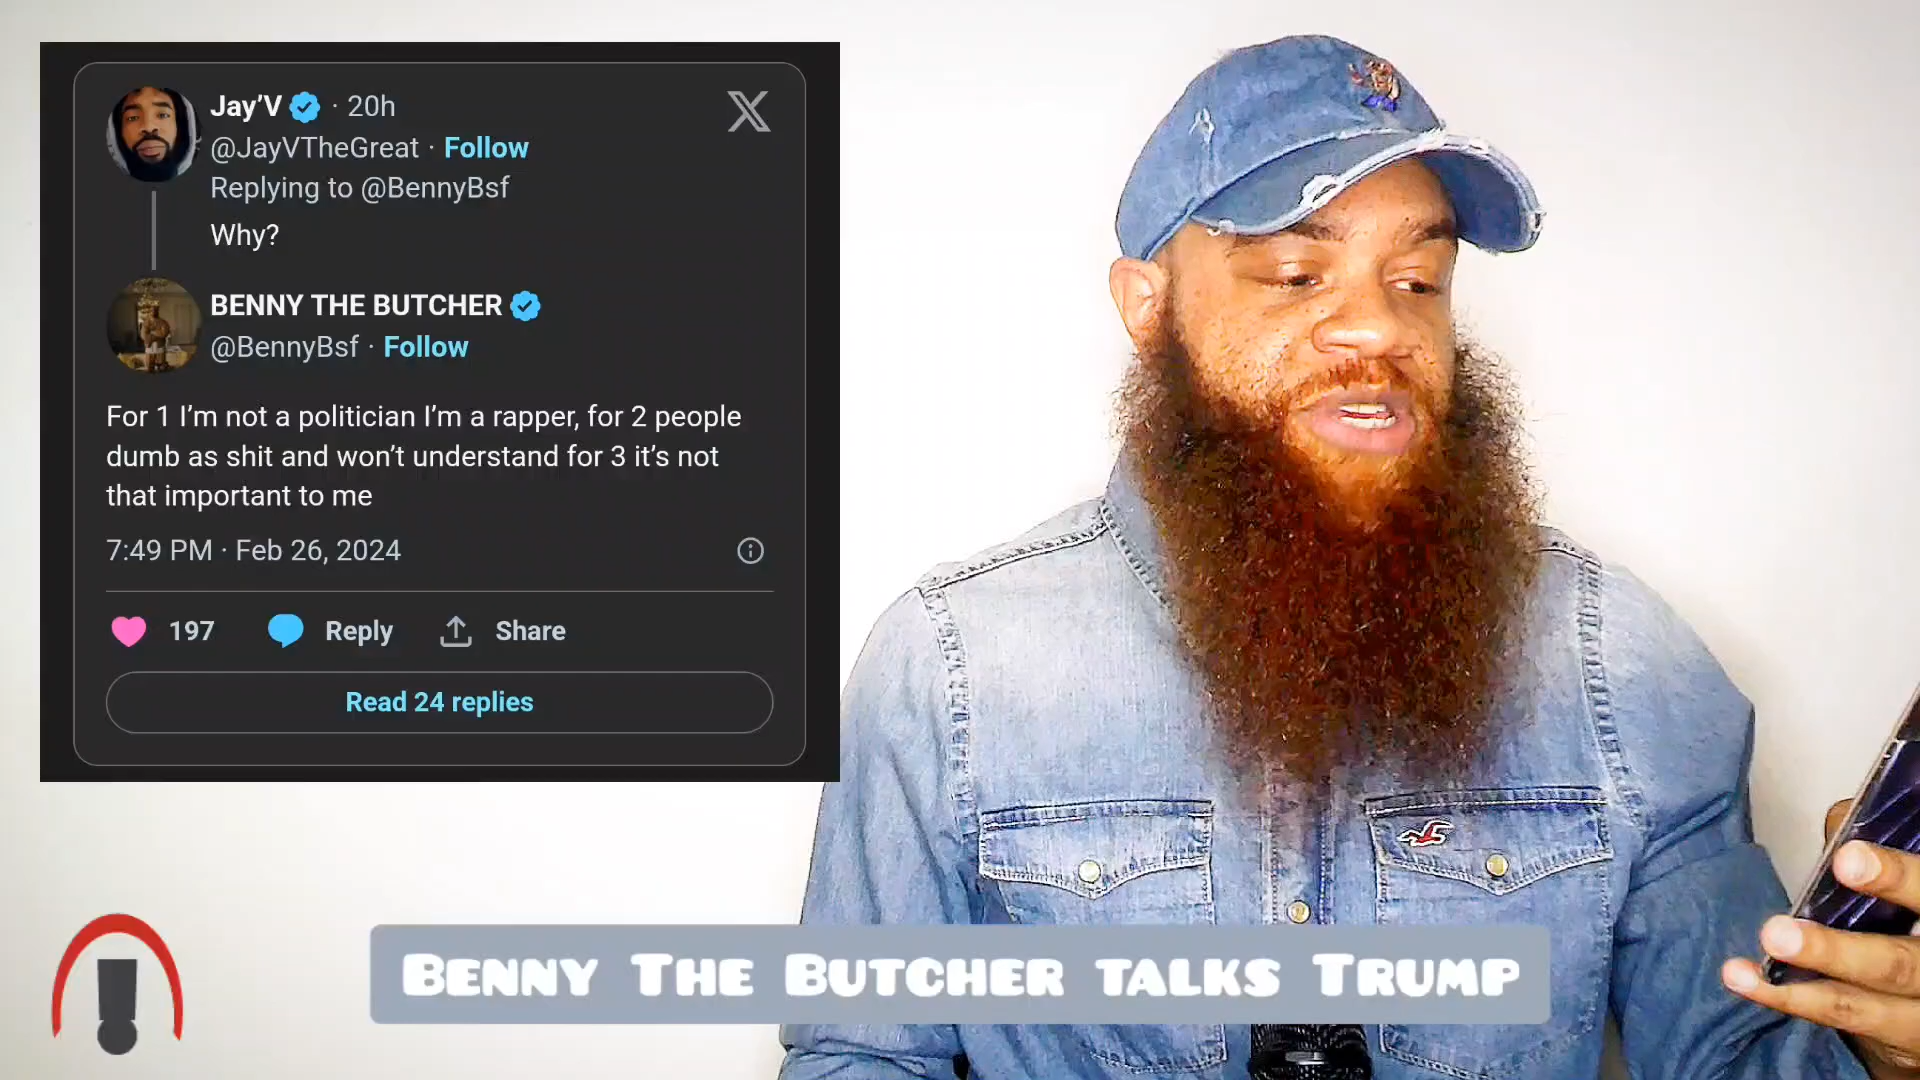 Jay’V · 20h
@JayVTheGreat · Follow
Replying to @BennyBsf
Why?
BENNY THE BUTCHER
@BennyBsf · Follow
For 1 I’m not a politician I’m a rapper, for 2 people
dumb as shit and won’t understand for 3 it’s not
that important to me
7:49 PM · Feb 26, 2024
197 Reply Share
Read 24 replies
BENNY THE BUTCHER TALKS TRUMP